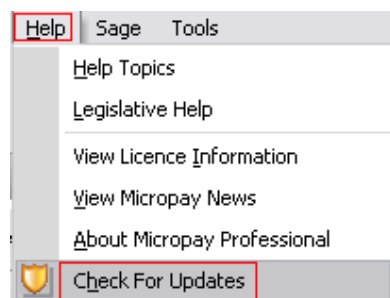 Help Sage Tools
Help Topics
Legislative Help
View Licence Information
View Micropay News
About Micropay Professional
Check For Updates